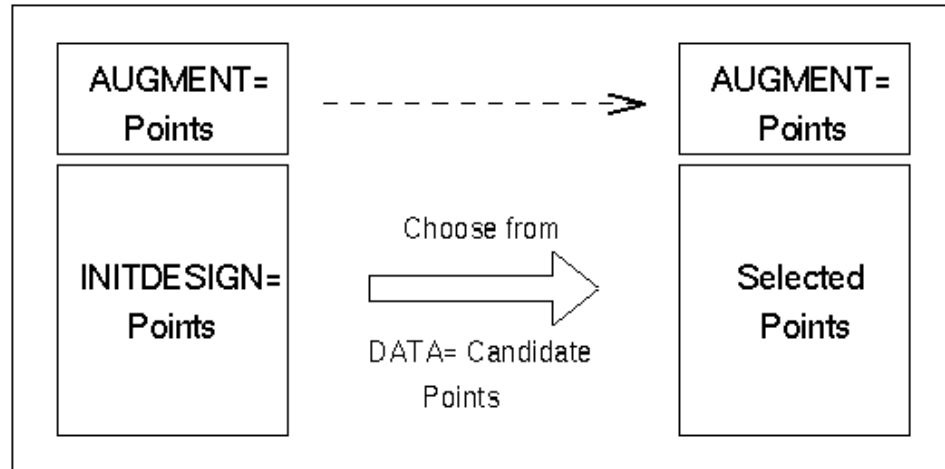 AUGMENT=
Points
AUGMENT=
Points
INITDESIGN=
Points
Choose from
DATA= Candidate
Points
Selected
Points